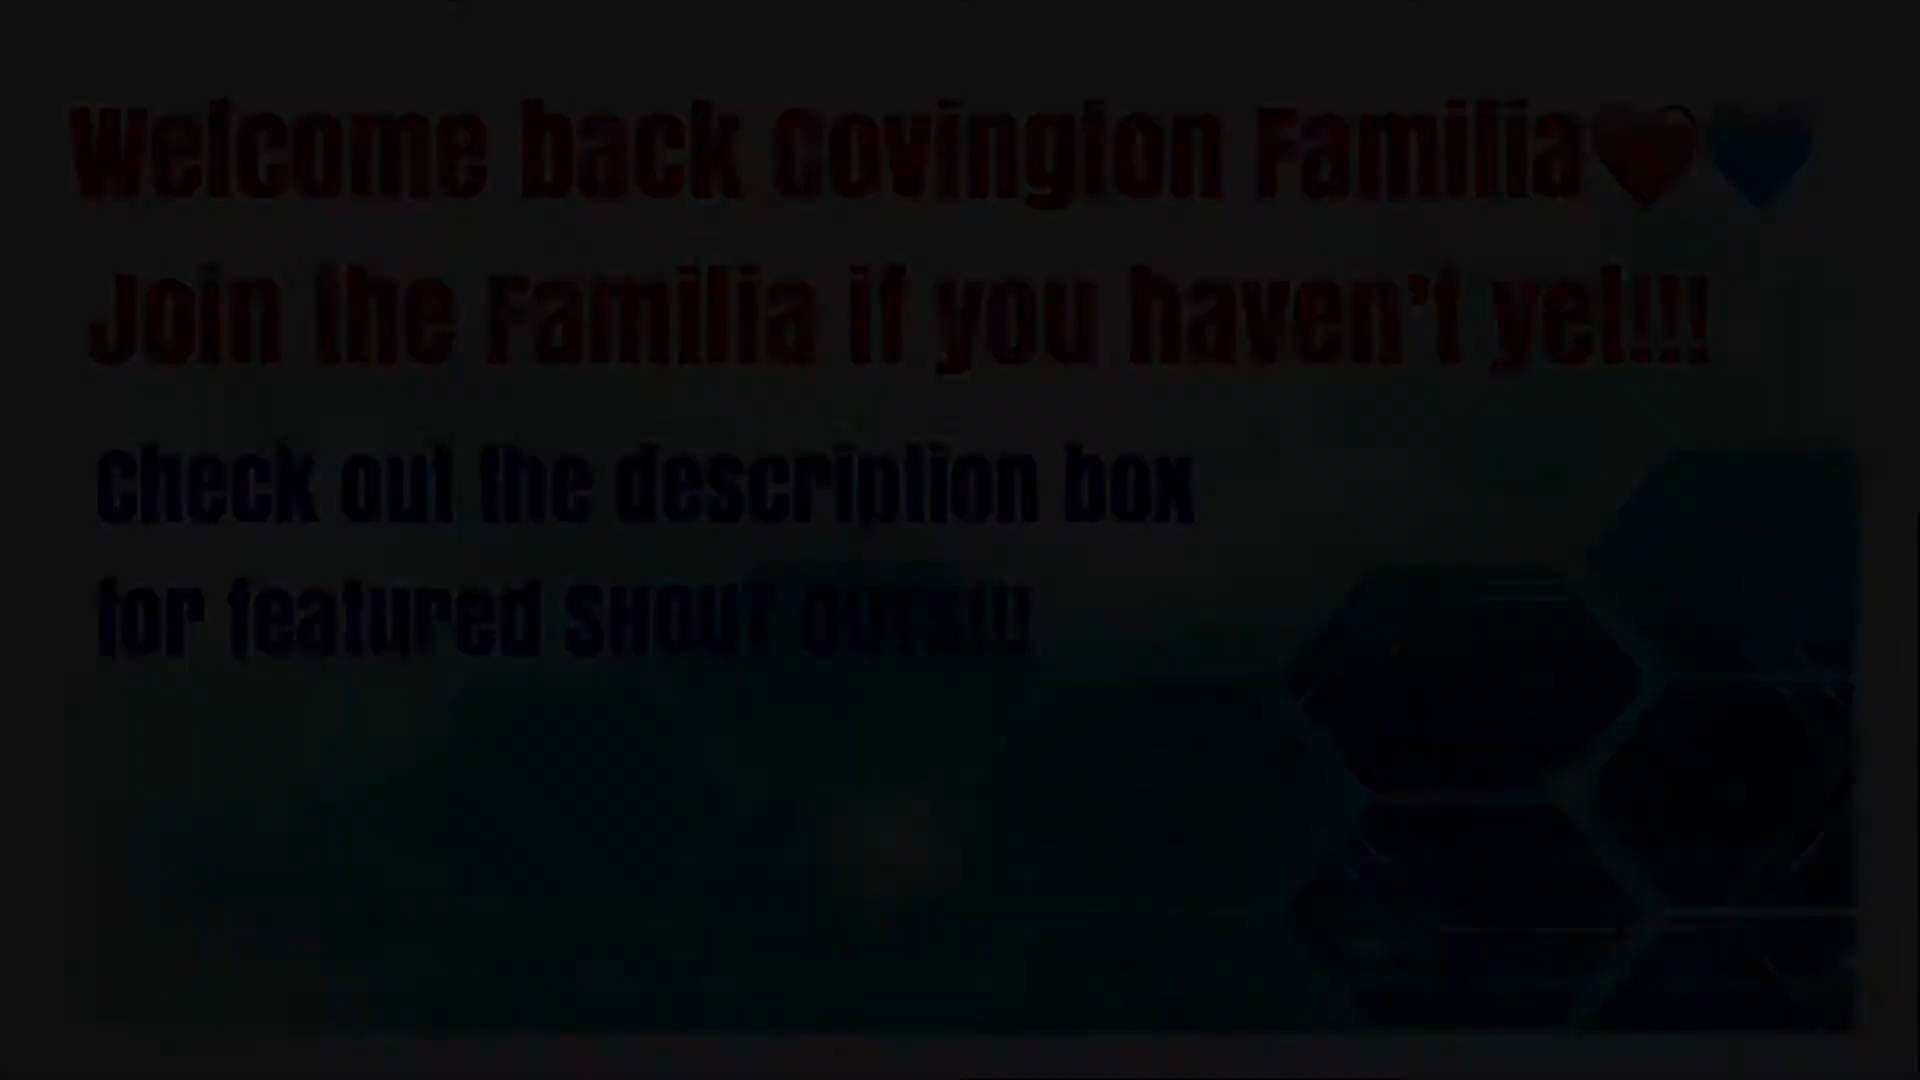 Welcome back Covington Familia❤️💙
Join the Familia if you haven't yet!!!
Check out the description box
for featured SHOUT OUTS!!!